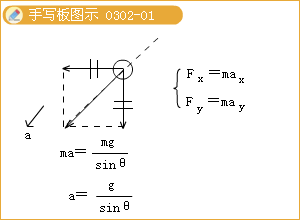 手写板图示 0302-01
F x =ma x
F y =ma y
a
ma= mg
sinθ
a= g
sinθ